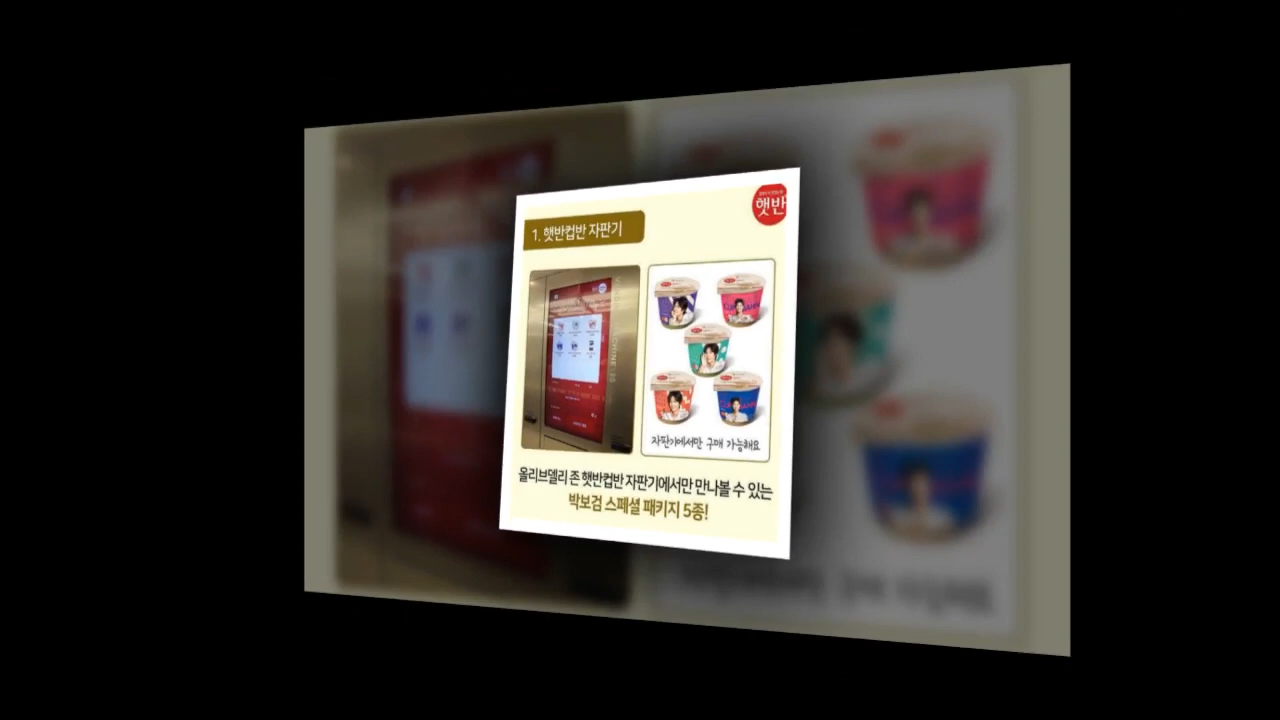 햇반
1. 햇반컵반 자판기
자판기에서만 구매 가능해요
올리브델리 존 햇반컵반 자판기에서만 만나볼 수 있는
박보검 스페셜 패키지 5종!